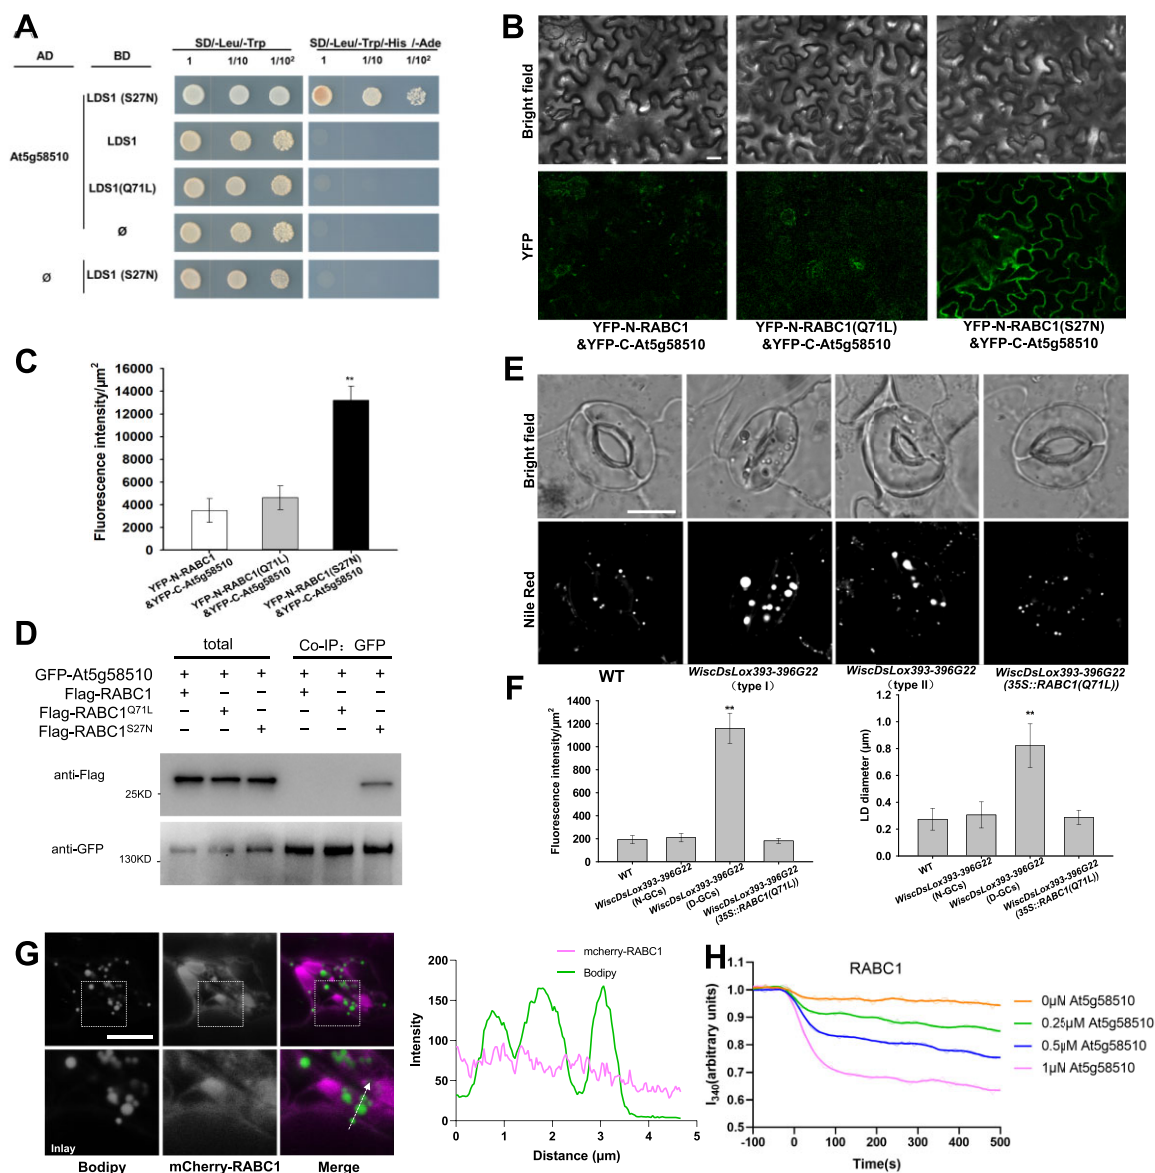 A
SD/-Leu/-Trp
SD/-Leu/-Trp/-His /-Ade
AD
BD
1
1/10
1/10²
1
1/10
1/10²
LDS1 (S27N)
LDS1
At5g58510
LDS1(Q71L)
Ø
Ø
LDS1 (S27N)
B
Bright field
YFP
YFP-N-RABC1
&YFP-C-At5g58510
YFP-N-RABC1(Q71L)
&YFP-C-At5g58510
YFP-N-RABC1(S27N)
&YFP-C-At5g58510
C
Fluorescence intensity/μm²
16000
14000
12000
10000
8000
6000
4000
2000
0
**
YFP-N-RABC1
&YFP-C-At5g58510
YFP-N-RABC1(Q71L)
&YFP-C-At5g58510
YFP-N-RABC1(S27N)
&YFP-C-At5g58510
D
total
Co-IP: GFP
GFP-At5g58510 + + + + + +
Flag-RABC1 + − − + − −
Flag-RABC1Q71L − + − − + −
Flag-RABC1S27N − − + − − +
anti-Flag
25KD
anti-GFP
130KD
E
Bright field
Nile Red
WT
WiscDsLox393-396G22
(type I)
WiscDsLox393-396G22
(type II)
WiscDsLox393-396G22
(35S::RABC1(Q71L))
F
Fluorescence intensity/μm²
1400
1200
1000
800
600
400
200
0
**
WT
WiscDsLox393-396G22
(N-GCs)
WiscDsLox393-396G22
(D-GCs)
WiscDsLox393-396G22
(35S::RABC1(Q71L))
LD diameter (μm)
1.2
1.0
0.8
0.6
0.4
0.2
0.0
**
WT
WiscDsLox393-396G22
(N-GCs)
WiscDsLox393-396G22
(D-GCs)
WiscDsLox393-396G22
(35S::RABC1(Q71L))
G
Inlay
Bodipy
mCherry-RABC1
Merge
mcherry-RABC1
Bodipy
Intensity
200
150
100
50
0
0
1
2
3
4
5
Distance (μm)
H
RABC1
I340(arbitrary units)
1.1
1.0
0.9
0.8
0.7
0.6
0.5
-100
0
100
200
300
400
500
Time(s)
0μN At5g58510
0.25μM At5g58510
0.5μM At5g58510
1μN At5g58510